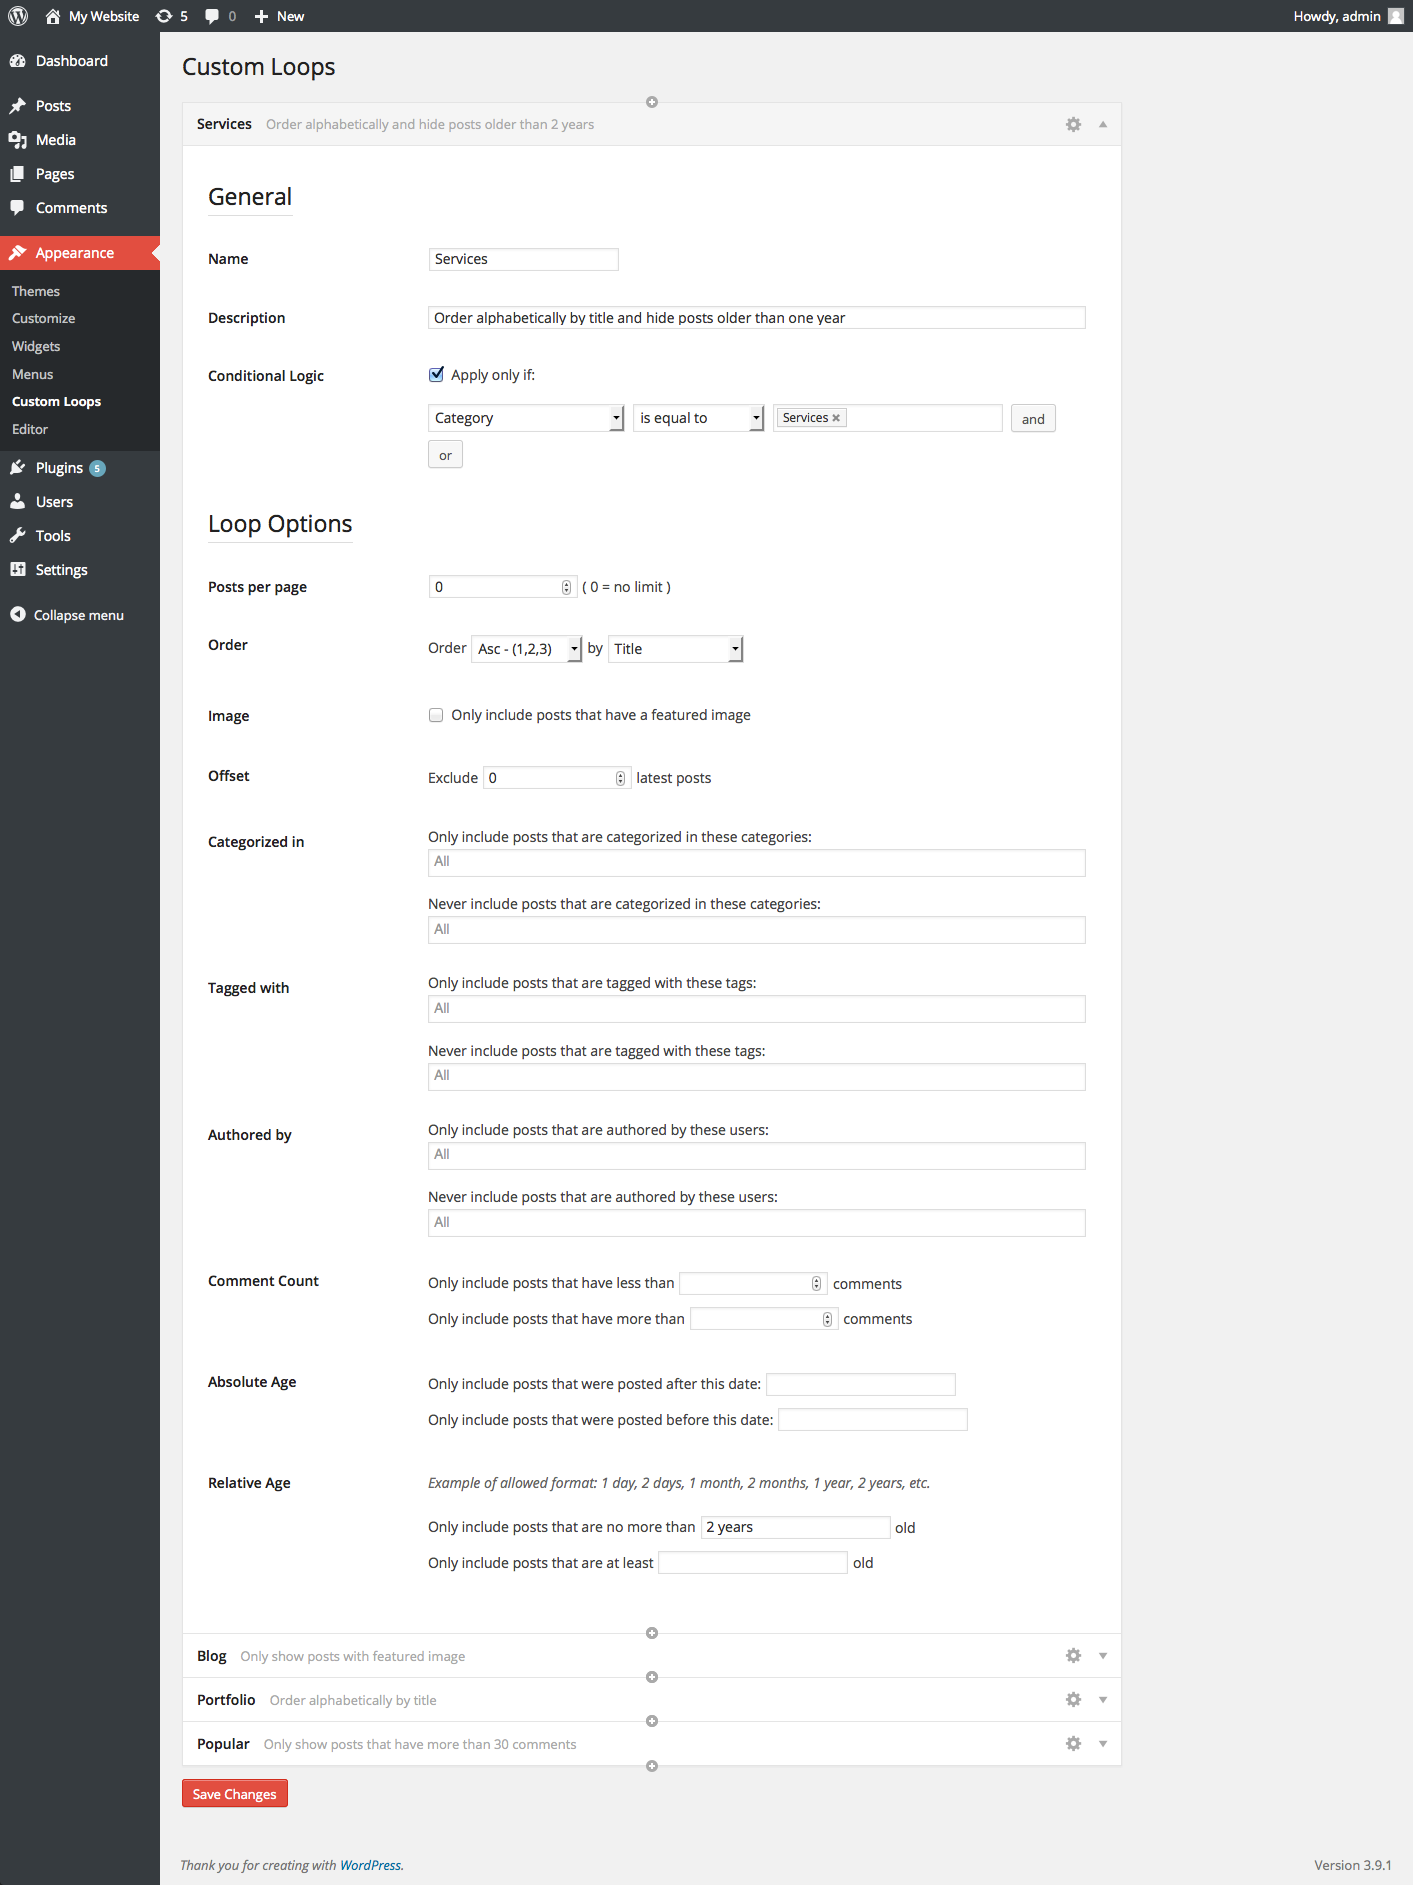 My Website 5 0 New Howdy, admin
Dashboard
Posts
Media
Pages
Comments
Appearance
Themes
Customize
Widgets
Menus
Custom Loops
Editor
Plugins 5
Users
Tools
Settings
Collapse menu
Custom Loops
Services Order alphabetically and hide posts older than 2 years
General
Name Services
Description Order alphabetically by title and hide posts older than one year
Conditional Logic Apply only if:
Category is equal to Services and
or
Loop Options
Posts per page 0 ( 0 = no limit )
Order Order Asc - (1,2,3) by Title
Image Only include posts that have a featured image
Offset Exclude 0 latest posts
Categorized in Only include posts that are categorized in these categories:
All
Never include posts that are categorized in these categories:
All
Tagged with Only include posts that are tagged with these tags:
All
Never include posts that are tagged with these tags:
All
Authored by Only include posts that are authored by these users:
All
Never include posts that are authored by these users:
All
Comment Count Only include posts that have less than comments
Only include posts that have more than comments
Absolute Age Only include posts that were posted after this date:
Only include posts that were posted before this date:
Relative Age Example of allowed format: 1 day, 2 days, 1 month, 2 months, 1 year, 2 years, etc.
Only include posts that are no more than 2 years old
Only include posts that are at least old
Blog Only show posts with featured image
Portfolio Order alphabetically by title
Popular Only show posts that have more than 30 comments
Save Changes
Thank you for creating with WordPress. Version 3.9.1